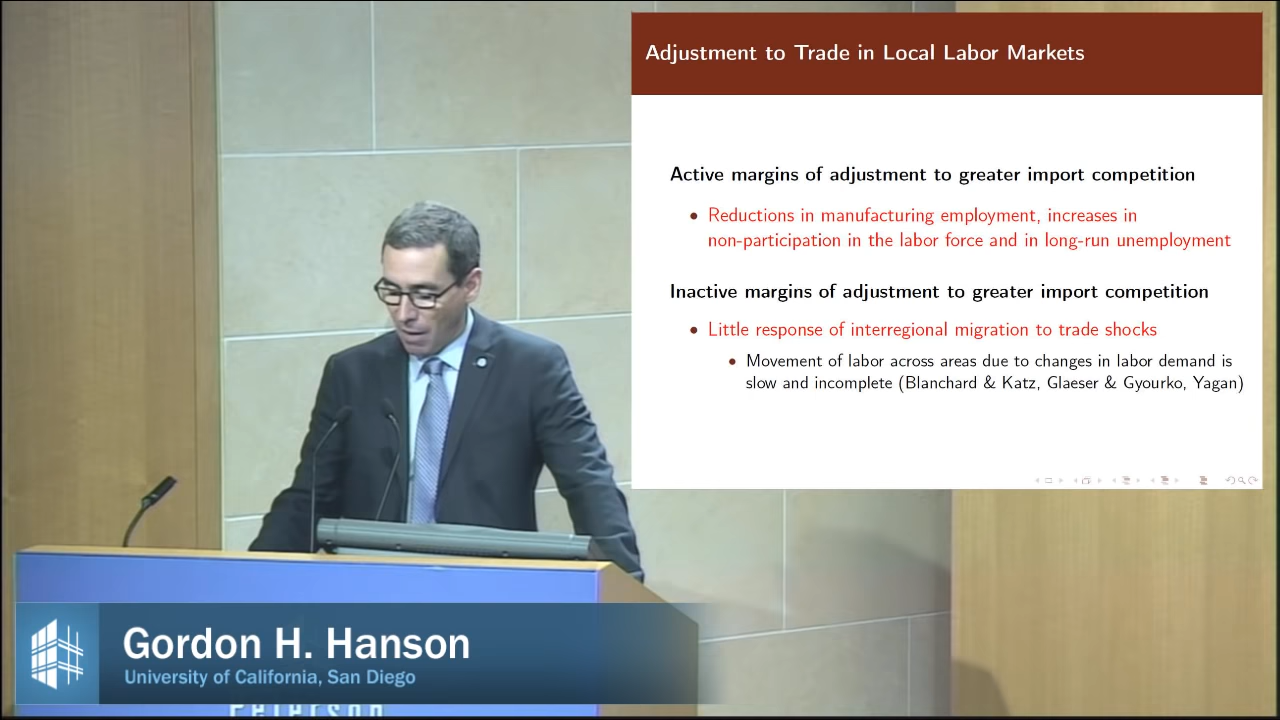 Adjustment to Trade in Local Labor Markets
Active margins of adjustment to greater import competition
• Reductions in manufacturing employment, increases in
non-participation in the labor force and in long-run unemployment
Inactive margins of adjustment to greater import competition
• Little response of interregional migration to trade shocks
• Movement of labor across areas due to changes in labor demand is
slow and incomplete (Blanchard & Katz, Glaeser & Gyourko, Yagan)
Gordon H. Hanson
University of California, San Diego
Peterson